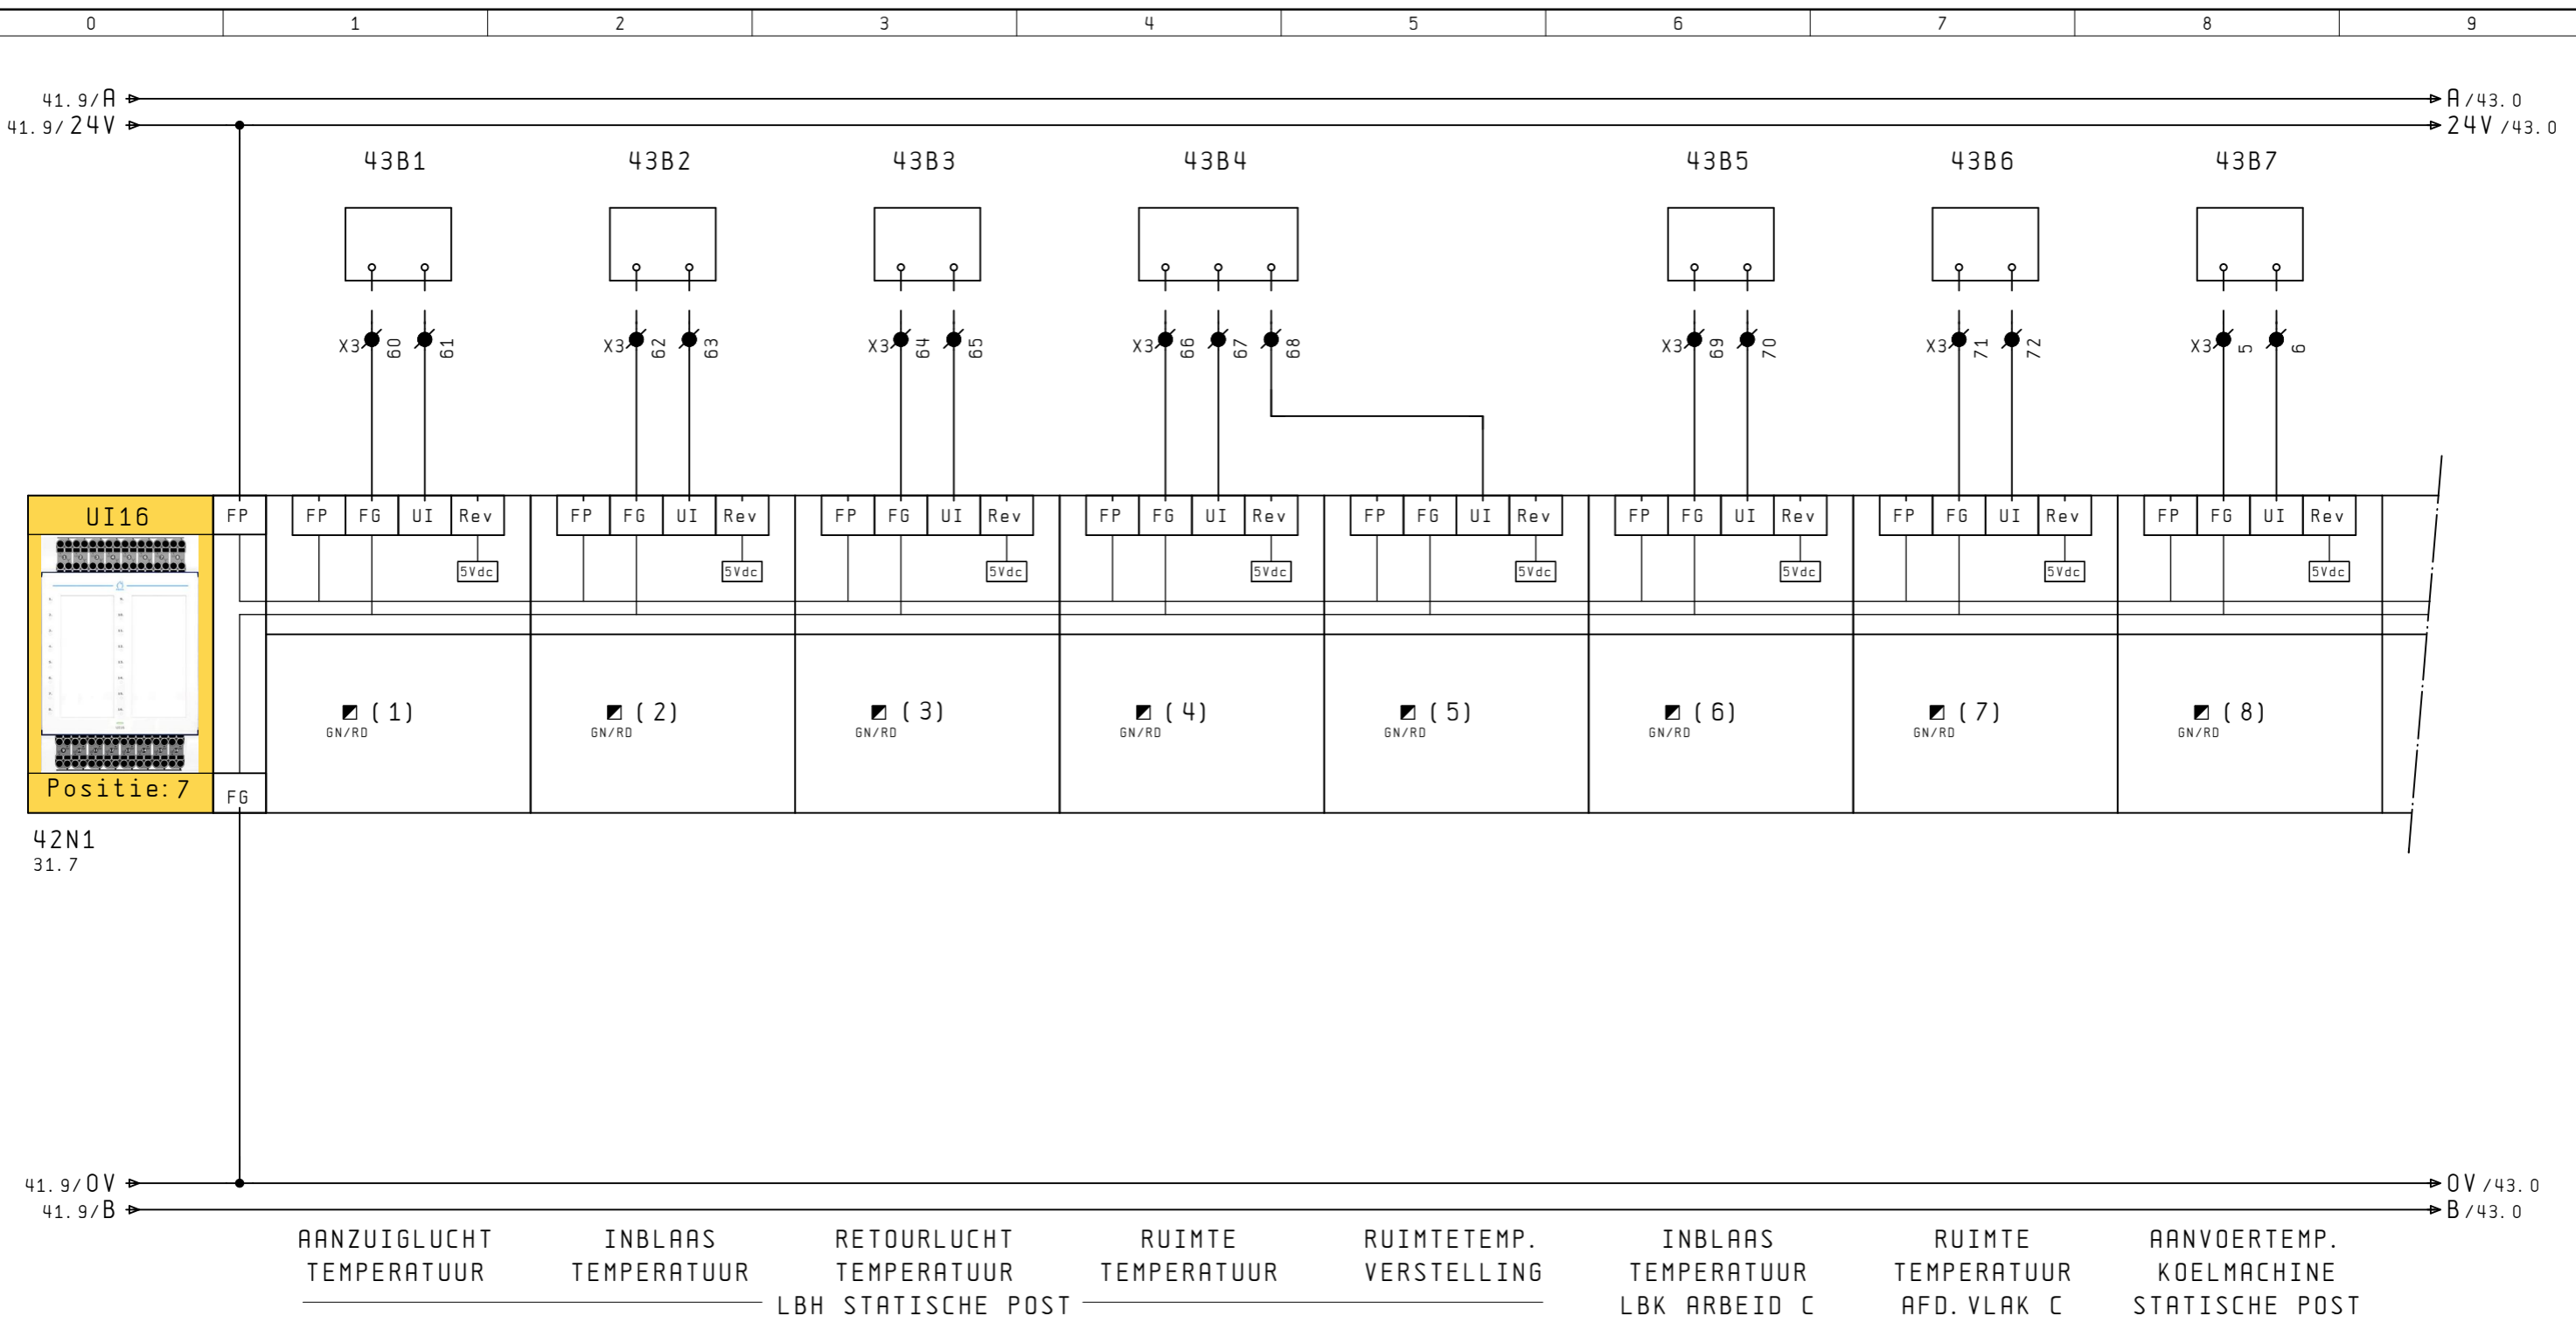 0 1 2 3 4 5 6 7 8 9
41.9/A A/43.0
41.9/24V 24V/43.0
43B1 43B2 43B3 43B4 43B5 43B6 43B7
X3 60 61 X3 62 63 X3 64 65 X3 66 67 68 X3 69 70 X3 71 72 X3 5 6
UI16 FP FP FG UI Rev FP FG UI Rev FP FG UI Rev FP FG UI Rev FP FG UI Rev FP FG UI Rev FP FG UI Rev FP FG UI Rev
5Vdc 5Vdc 5Vdc 5Vdc 5Vdc 5Vdc 5Vdc 5Vdc
(1) (2) (3) (4) (5) (6) (7) (8)
GN/RD GN/RD GN/RD GN/RD GN/RD GN/RD GN/RD GN/RD
Positie:7 FG
42N1
31.7
41.9/0V 0V/43.0
41.9/B B/43.0
AANZUIGLUCHT INBLAAS RETOURLUCHT RUIMTE RUIMTETEMP. INBLAAS RUIMTE AANVOERTEMP.
TEMPERATUUR TEMPERATUUR TEMPERATUUR TEMPERATUUR VERSTELLING TEMPERATUUR TEMPERATUUR KOELMACHINE
LBH STATISCHE POST LBK ARBEID C AFD.VLAK C STATISCHE POST